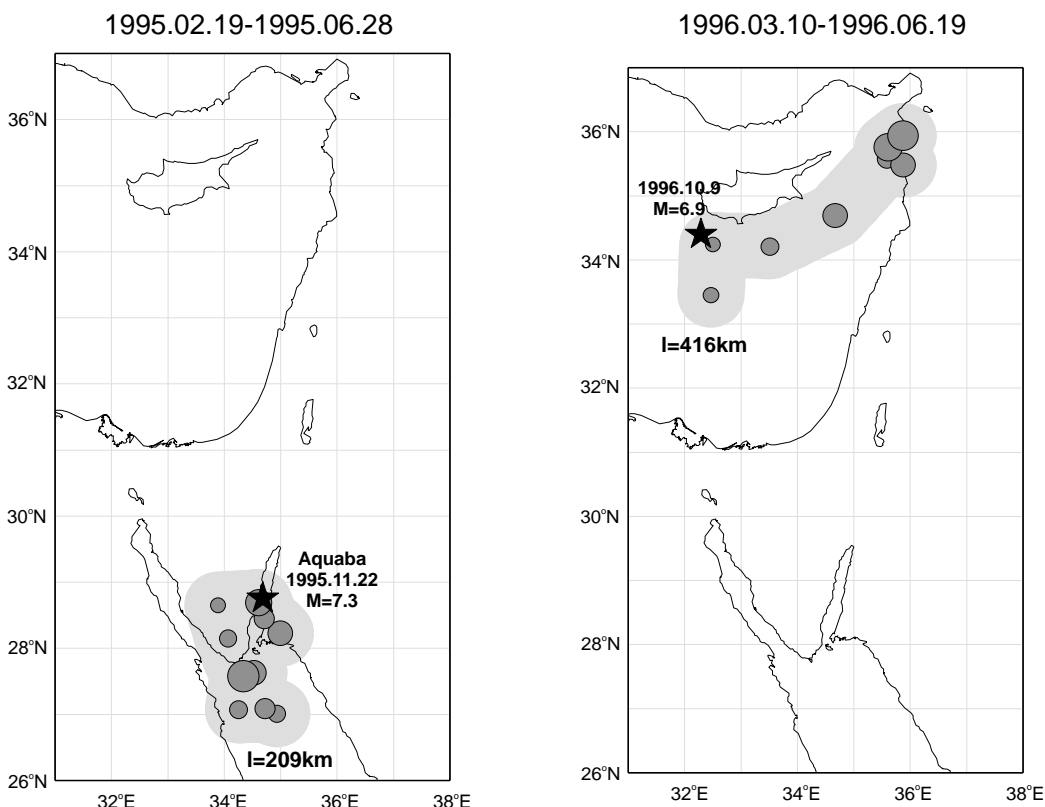 1995.02.19-1995.06.28
36°N
34°N
32°N
30°N
28°N
26°N
Aquaba
1995.11.22
M=7.3
l=209km
32°E
34°E
36°E
38°E
1996.03.10-1996.06.19
36°N
34°N
32°N
30°N
28°N
26°N
1996.10.9
M=6.9
l=416km
32°E
34°E
36°E
38°E